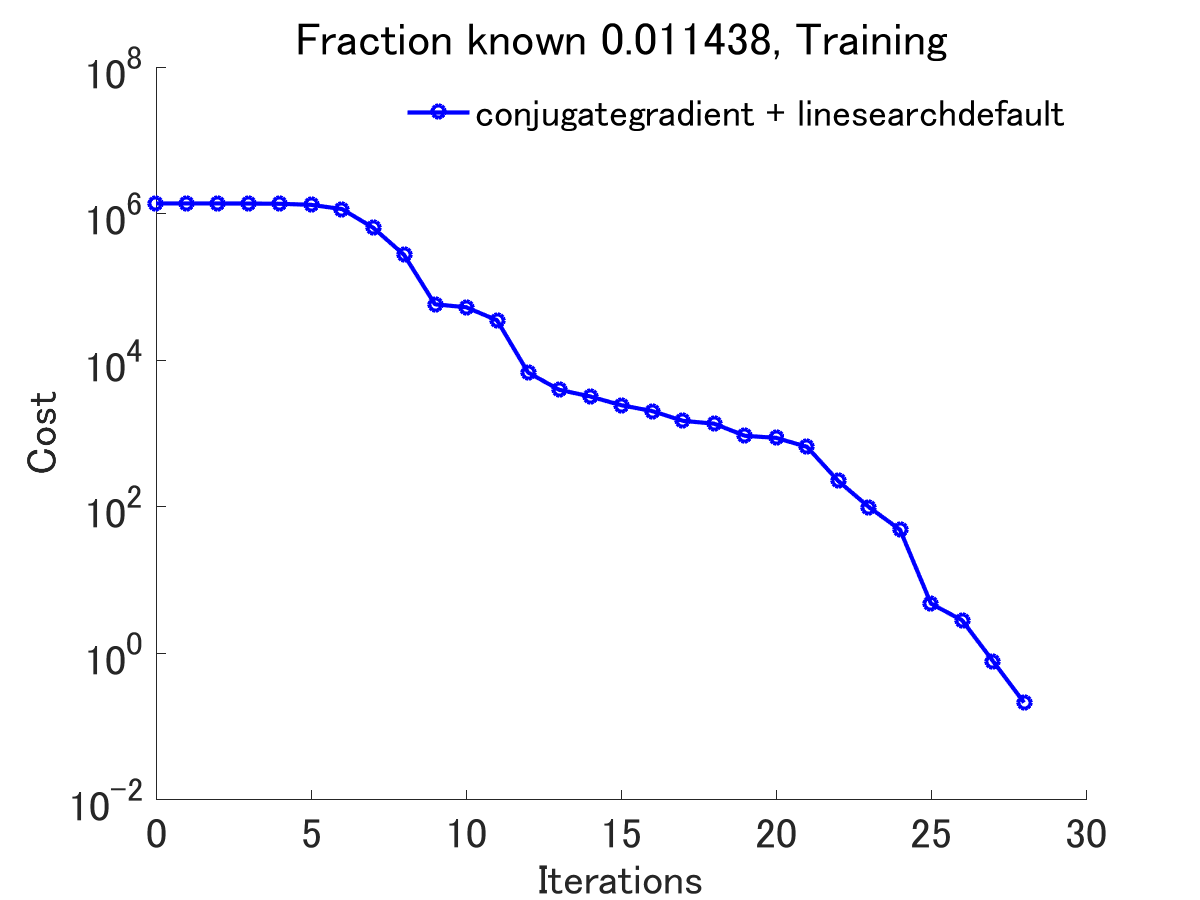 Fraction known 0.011438, Training
conjugategradient + linesearchdefault
10^8
10^6
10^4
10^2
10^0
10^-2
Cost
0 5 10 15 20 25 30
Iterations